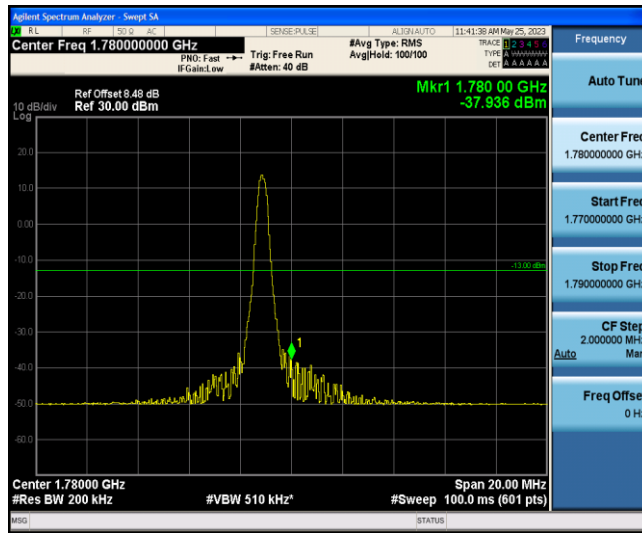 Agilent Spectrum Analyzer - Swept SA
RL RF 50 Ω AC SENSE:PULSE ALIGN AUTO 11:41:38 AM May 25, 2023
Center Freq 1.780000000 GHz
PNO: Fast
IFGain:Low
Trig: Free Run
#Atten: 40 dB
#Avg Type: RMS
Avg|Hold: 100/100
TRACE 1 2 3 4 5 6
TYPE A
DET A A A A A A
Mkr1 1.780 00 GHz
-37.936 dBm
Ref Offset 8.48 dB
Ref 30.00 dBm
10 dB/div
Log
20.0
10.0
0.00
-10.0
-13.00 dBm
-20.0
-30.0
1
-40.0
-50.0
-60.0
Center 1.78000 GHz
Span 20.00 MHz
#Res BW 200 kHz
#VBW 510 kHz*
#Sweep 100.0 ms (601 pts)
MSG
STATUS
Frequency
Auto Tune
Center Freq
1.780000000 GHz
Start Freq
1.770000000 GHz
Stop Freq
1.790000000 GHz
CF Step
2.000000 MHz
Auto Man
Freq Offset
0 Hz